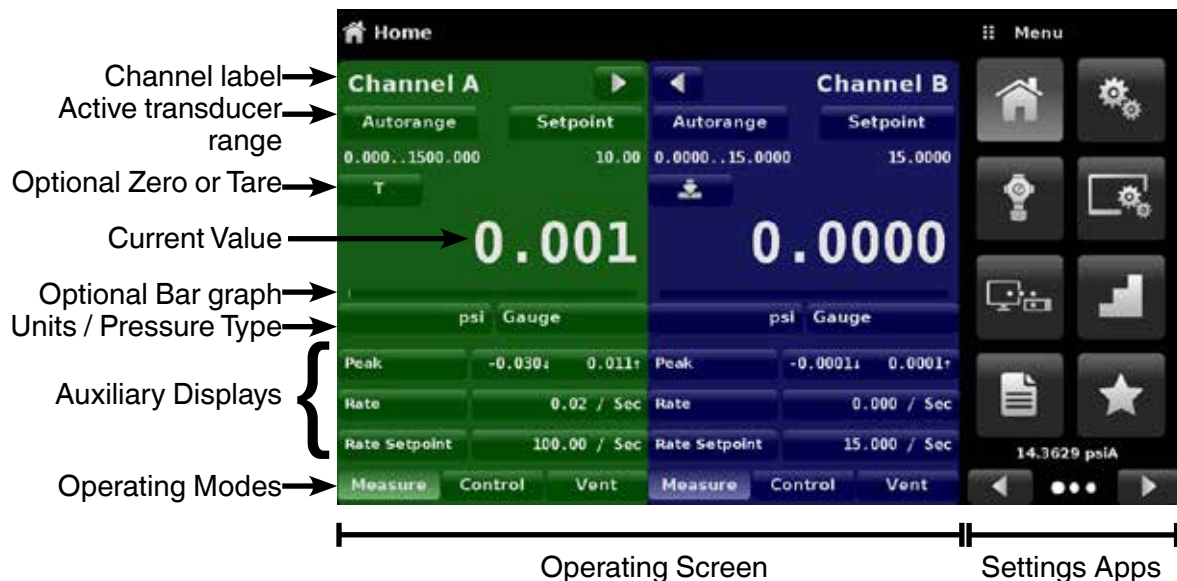 Home
Menu
Channel label
Active transducer
range
Optional Zero or Tare
Current Value
Optional Bar graph
Units / Pressure Type
Auxiliary Displays
Operating Modes
Channel A
Autorange Setpoint
0.000..1500.000 10.00
T
0.001
psi Gauge
Peak -0.030↓ 0.011↑
Rate 0.02 / Sec
Rate Setpoint 100.00 / Sec
Measure Control Vent
Channel B
Autorange Setpoint
0.0000..15.0000 15.0000
0.0000
psi Gauge
Peak -0.0001↓ 0.0001↑
Rate 0.000 / Sec
Rate Setpoint 15.000 / Sec
Measure Control Vent
14.3629 psiA
Operating Screen
Settings Apps